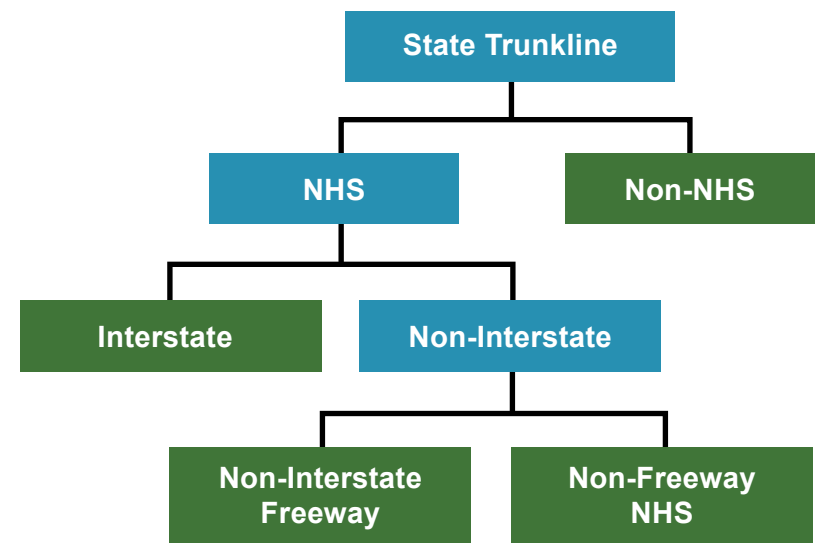 State Trunkline
NHS
Non-NHS
Interstate
Non-Interstate
Non-Interstate
Freeway
Non-Freeway
NHS